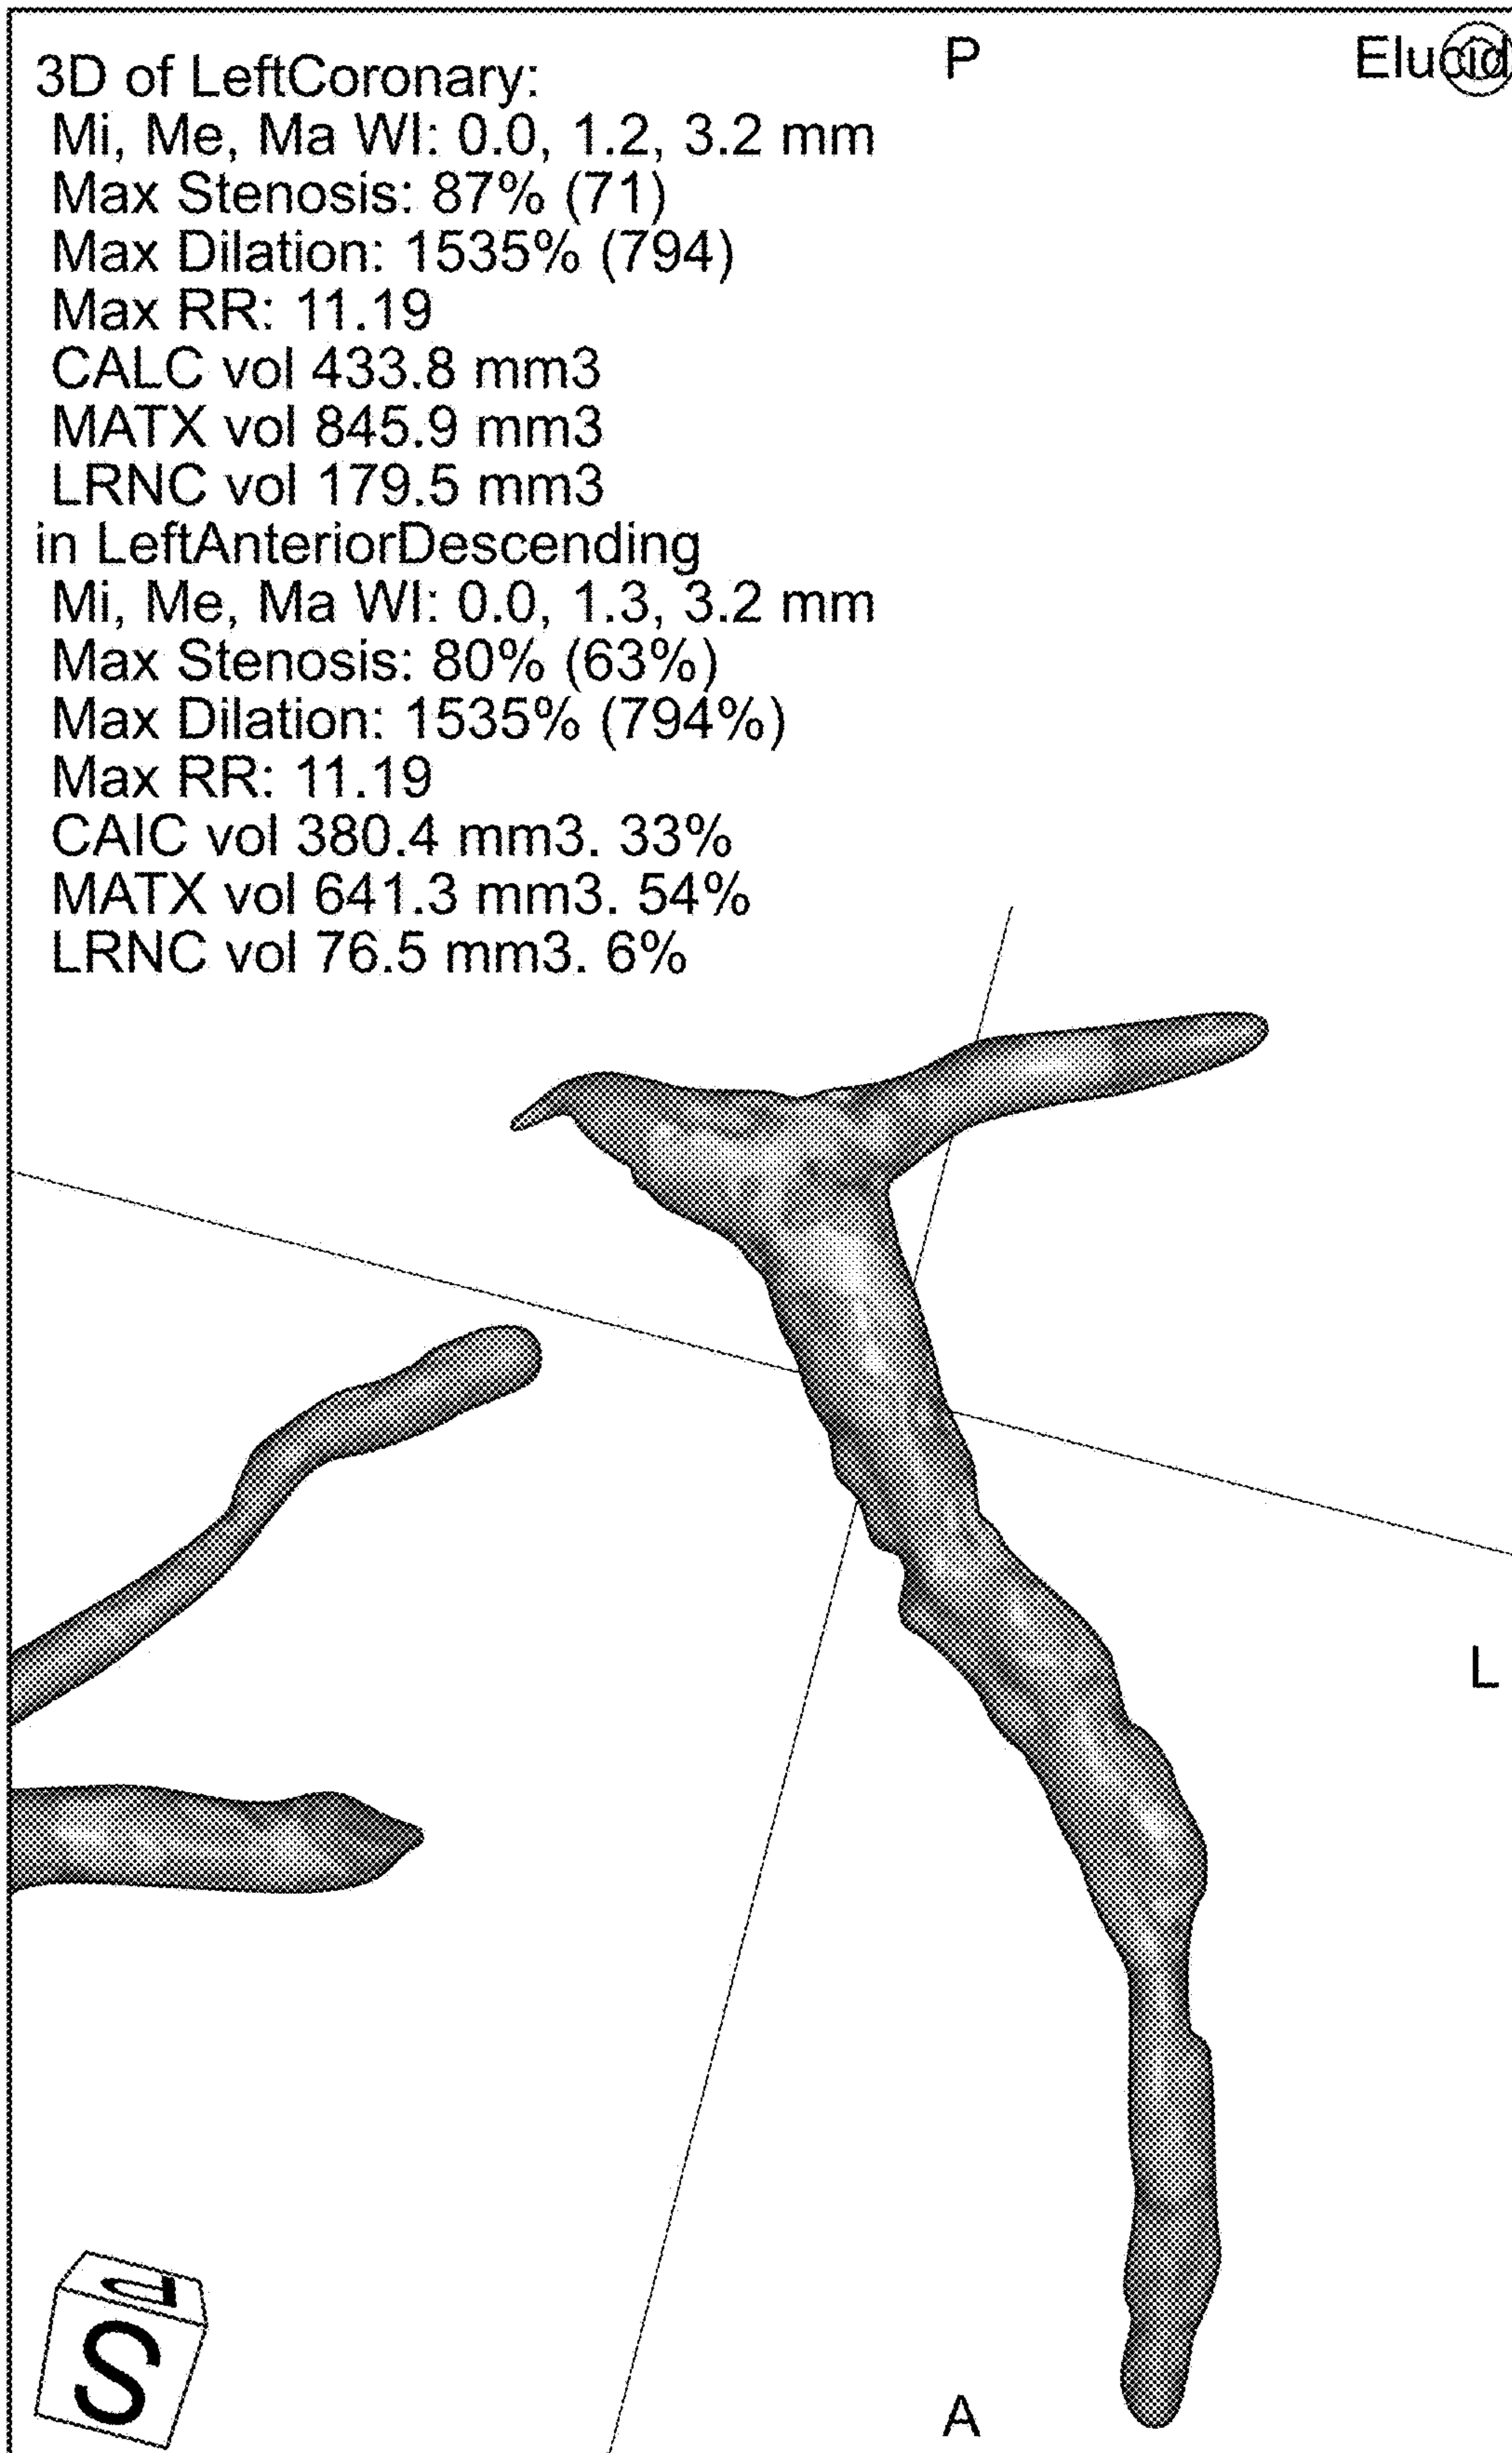 3D of LeftCoronary:
Mi, Me, Ma WI: 0.0, 1.2, 3.2 mm
Max Stenosis: 87% (71)
Max Dilation: 1535% (794)
Max RR: 11.19
CALC vol 433.8 mm3
MATX vol 845.9 mm3
LRNC vol 179.5 mm3
in LeftAnteriorDescending
Mi, Me, Ma WI: 0.0, 1.3, 3.2 mm
Max Stenosis: 80% (63%)
Max Dilation: 1535% (794%)
Max RR: 11.19
CAIC vol 380.4 mm3. 33%
MATX vol 641.3 mm3. 54%
LRNC vol 76.5 mm3. 6%
P
Elucid
L
A
P
S